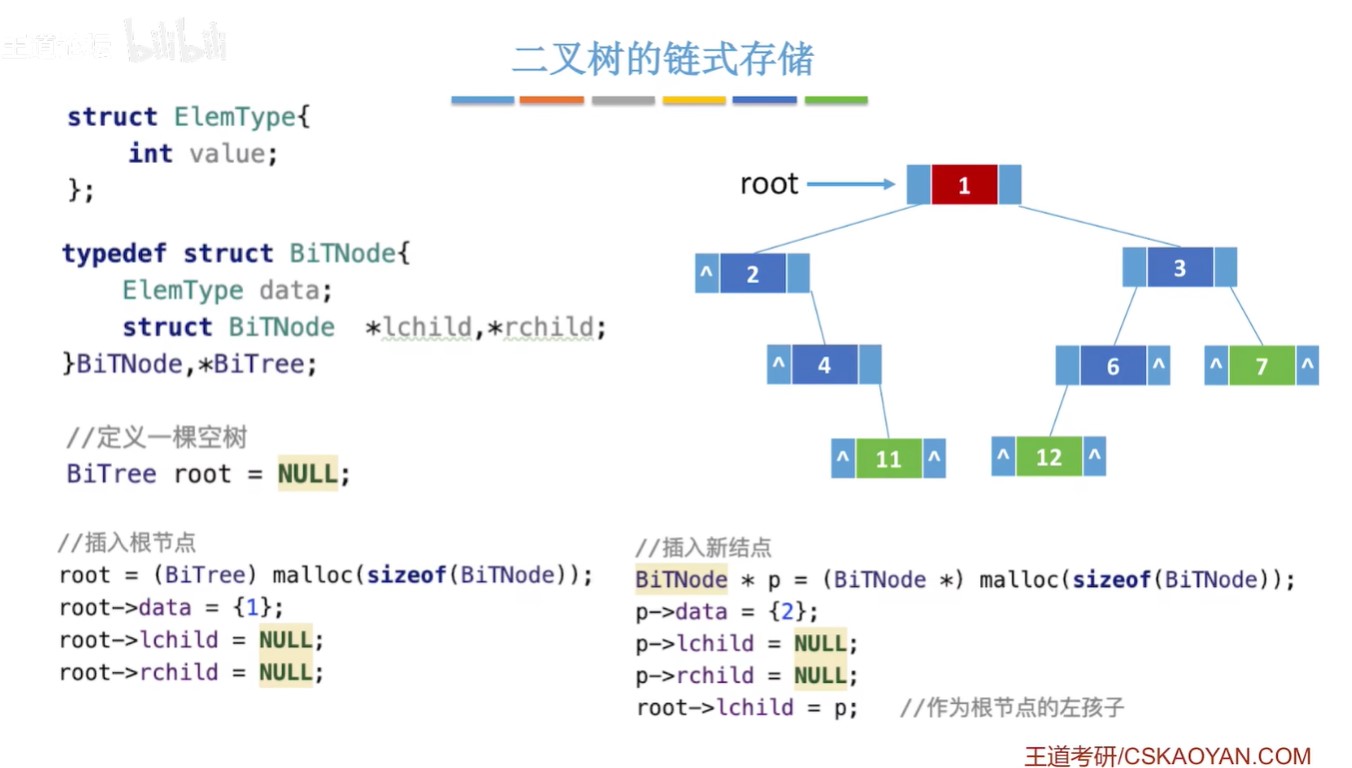 王道论坛 bilibili
二叉树的链式存储
struct ElemType{
int value;
};
typedef struct BiTNode{
ElemType data;
struct BiTNode *lchild,*rchild;
}BiTNode,*BiTree;
//定义一棵空树
BiTree root = NULL;
//插入根节点
root = (BiTree) malloc(sizeof(BiTNode));
root->data = {1};
root->lchild = NULL;
root->rchild = NULL;
root
1
^ 2
3
^ 4
6 ^
^ 7 ^
^ 11 ^
^ 12 ^
//插入新结点
BiTNode * p = (BiTNode *) malloc(sizeof(BiTNode));
p->data = {2};
p->lchild = NULL;
p->rchild = NULL;
root->lchild = p; //作为根节点的左孩子
王道考研/CSKAOYAN.COM